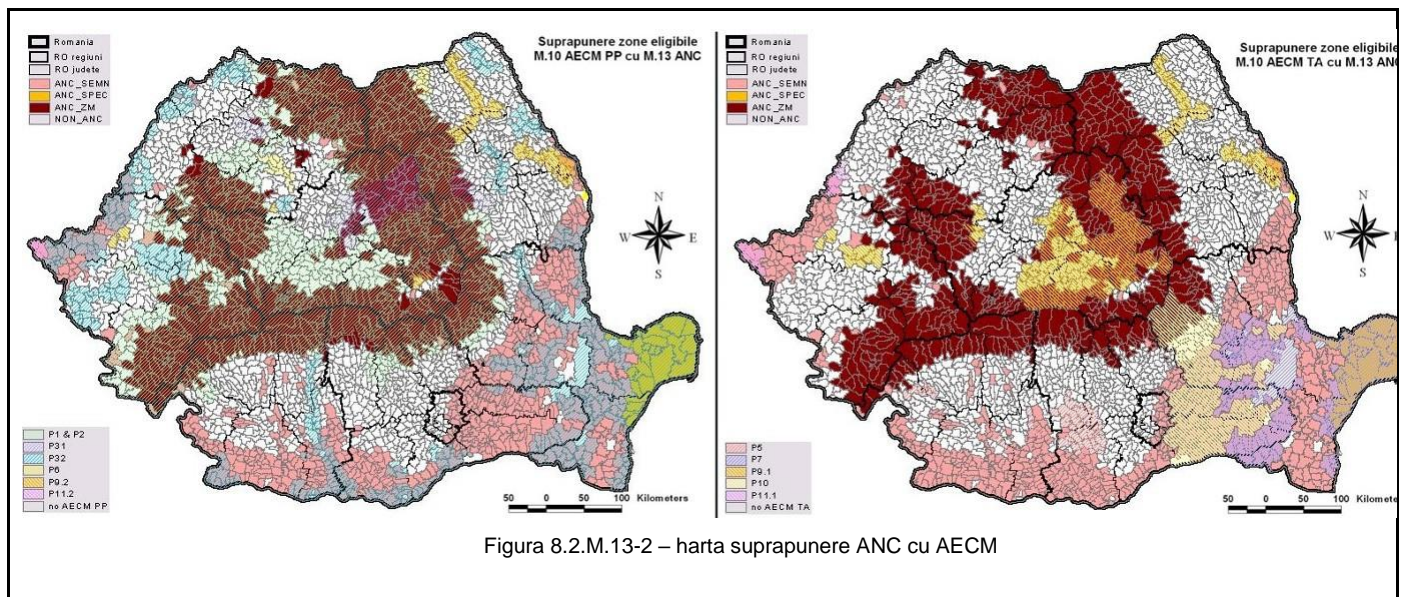 Romania
RO regiuni
RO judete
ANC_SEMN
ANC_SPEC
ANC_ZM
NON_ANC
Suprapunere zone eligibile
M.10 AECM PP cu M.13 ANC
N
W E
S
P1 & P2
P31
P32
P6
P9.2
P11.2
no AECM PP
50 0 50 100 Kilometers
Romania
RO regiuni
RO judete
ANC_SEMN
ANC_SPEC
ANC_ZM
NON_ANC
Suprapunere zone eligibile
M.10 AECM TA cu M.13 ANC
N
W E
S
P5
P7
P9.1
P10
P11.1
no AECM TA
50 0 50 100 Kilomete
Figura 8.2.M.13-2 – harta suprapunere ANC cu AECM